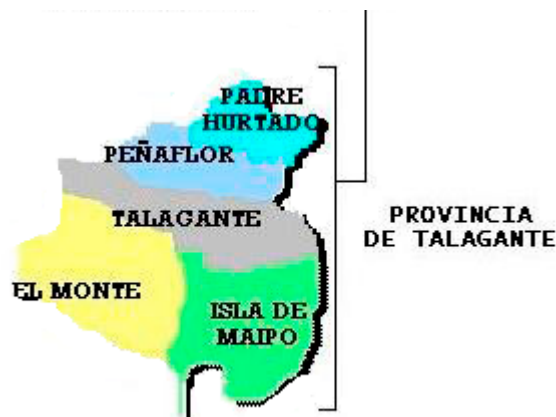 PADRE
HURTADO
PEÑAFLOR
TALAGANTE
PROVINCIA
DE TALAGANTE
EL MONTE
ISLA DE
MAIPO